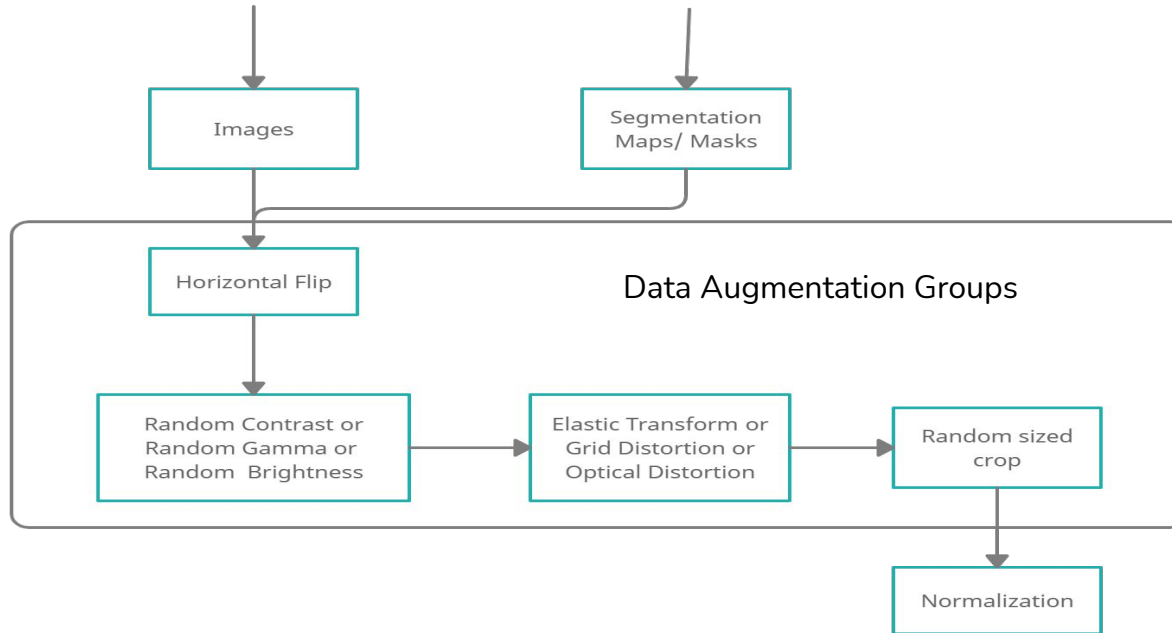 Images
Segmentation
Maps/ Masks
Horizontal Flip
Data Augmentation Groups
Random Contrast or
Random Gamma or
Random  Brightness
Elastic Transform or
Grid Distortion or
Optical Distortion
Random sized
crop
Normalization